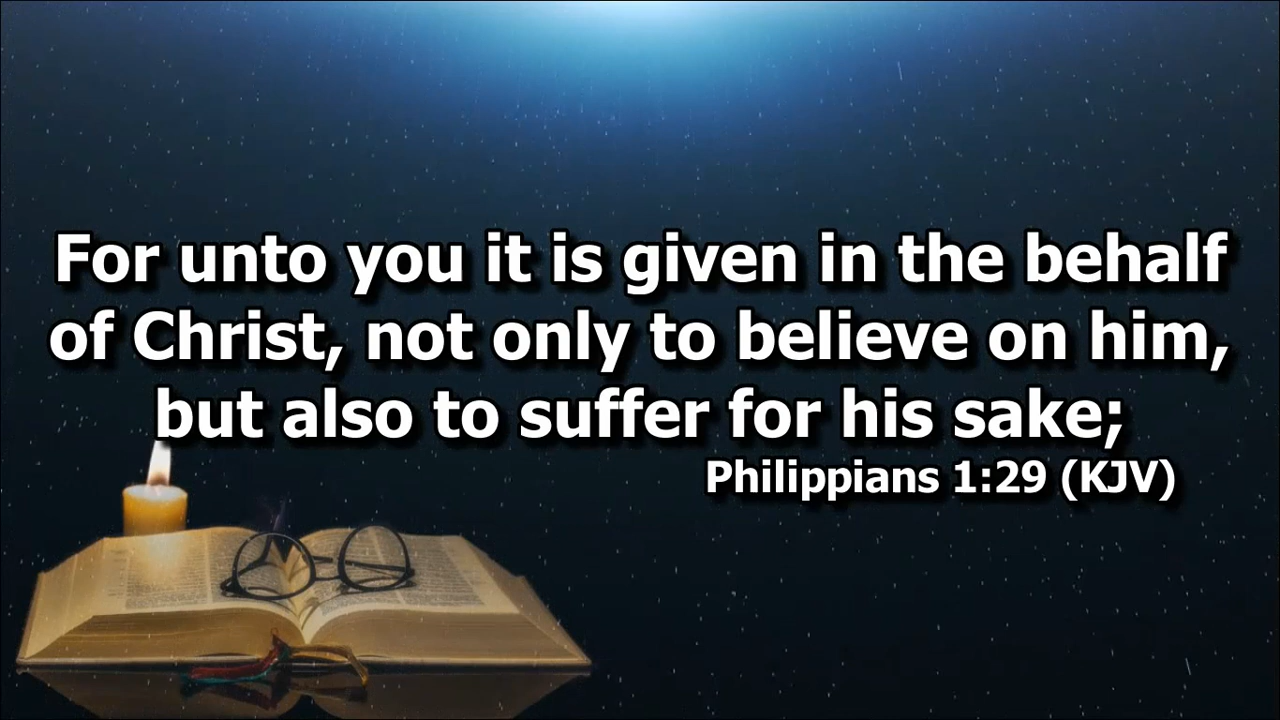 For unto you it is given in the behalf
of Christ, not only to believe on him,
but also to suffer for his sake;
Philippians 1:29 (KJV)